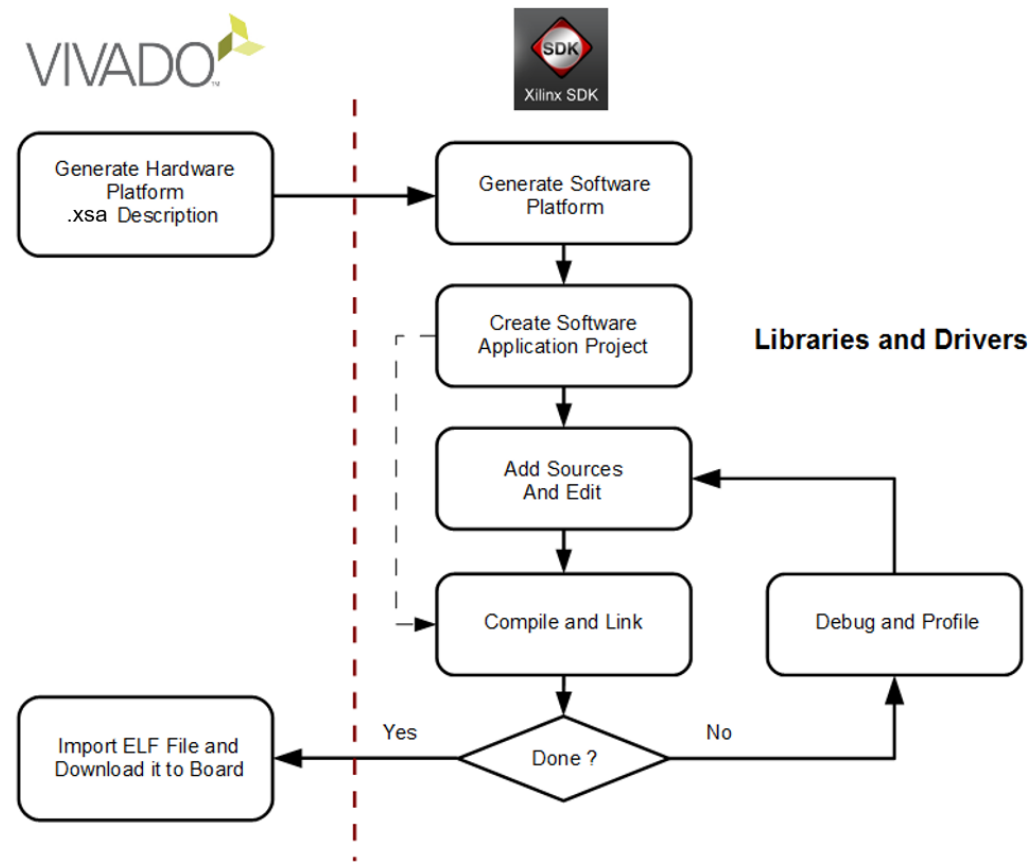 VIVADO™
SDK
Xilinx SDK
Generate Hardware
Platform
.xsa Description
Generate Software
Platform
Create Software
Application Project
Libraries and Drivers
Add Sources
And Edit
Compile and Link
Debug and Profile
Import ELF File and
Download it to Board
Yes
Done ?
No